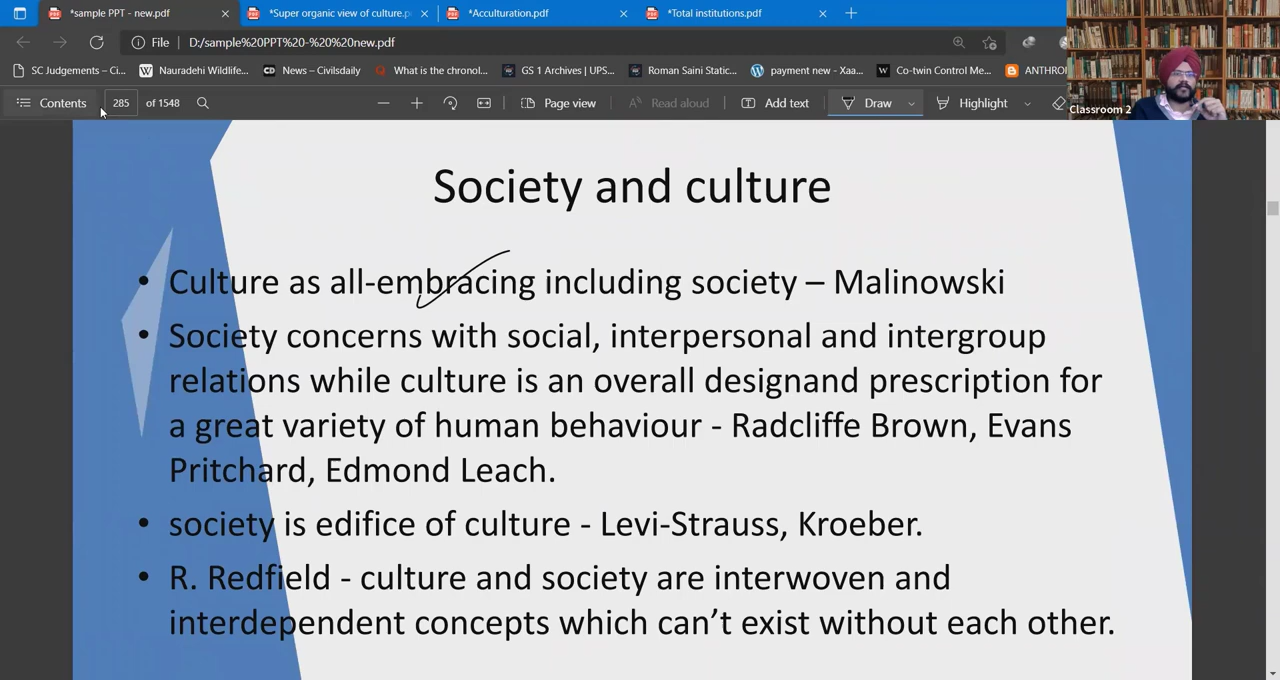 *sample PPT - new.pdf
*Super organic view of culture.p
*Acculturation.pdf
*Total institutions.pdf
File
D:/sample%20PPT%20-%20%20new.pdf
SC Judgements – Ci...
Nauradehi Wildlife...
News – Civilsdaily
What is the chronol...
GS 1 Archives | UPS...
Roman Saini Static...
payment new - Xaa...
Co-twin Control Me...
ANTHRO
Contents
285 of 1548
Page view
Read aloud
Add text
Draw
Highlight
Classroom 2
Society and culture
• Culture as all-embracing including society – Malinowski
• Society concerns with social, interpersonal and intergroup
relations while culture is an overall designand prescription for
a great variety of human behaviour - Radcliffe Brown, Evans
Pritchard, Edmond Leach.
• society is edifice of culture - Levi-Strauss, Kroeber.
• R. Redfield - culture and society are interwoven and
interdependent concepts which can't exist without each other.